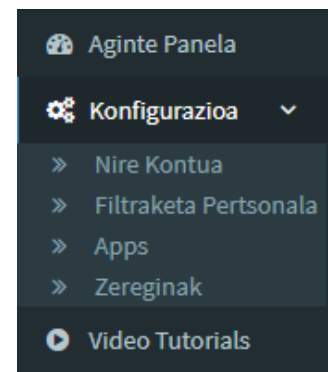 Aginte Panela
Konfigurazioa
Nire Kontua
Filtraketa Pertsonala
Apps
Zereginak
Video Tutorials